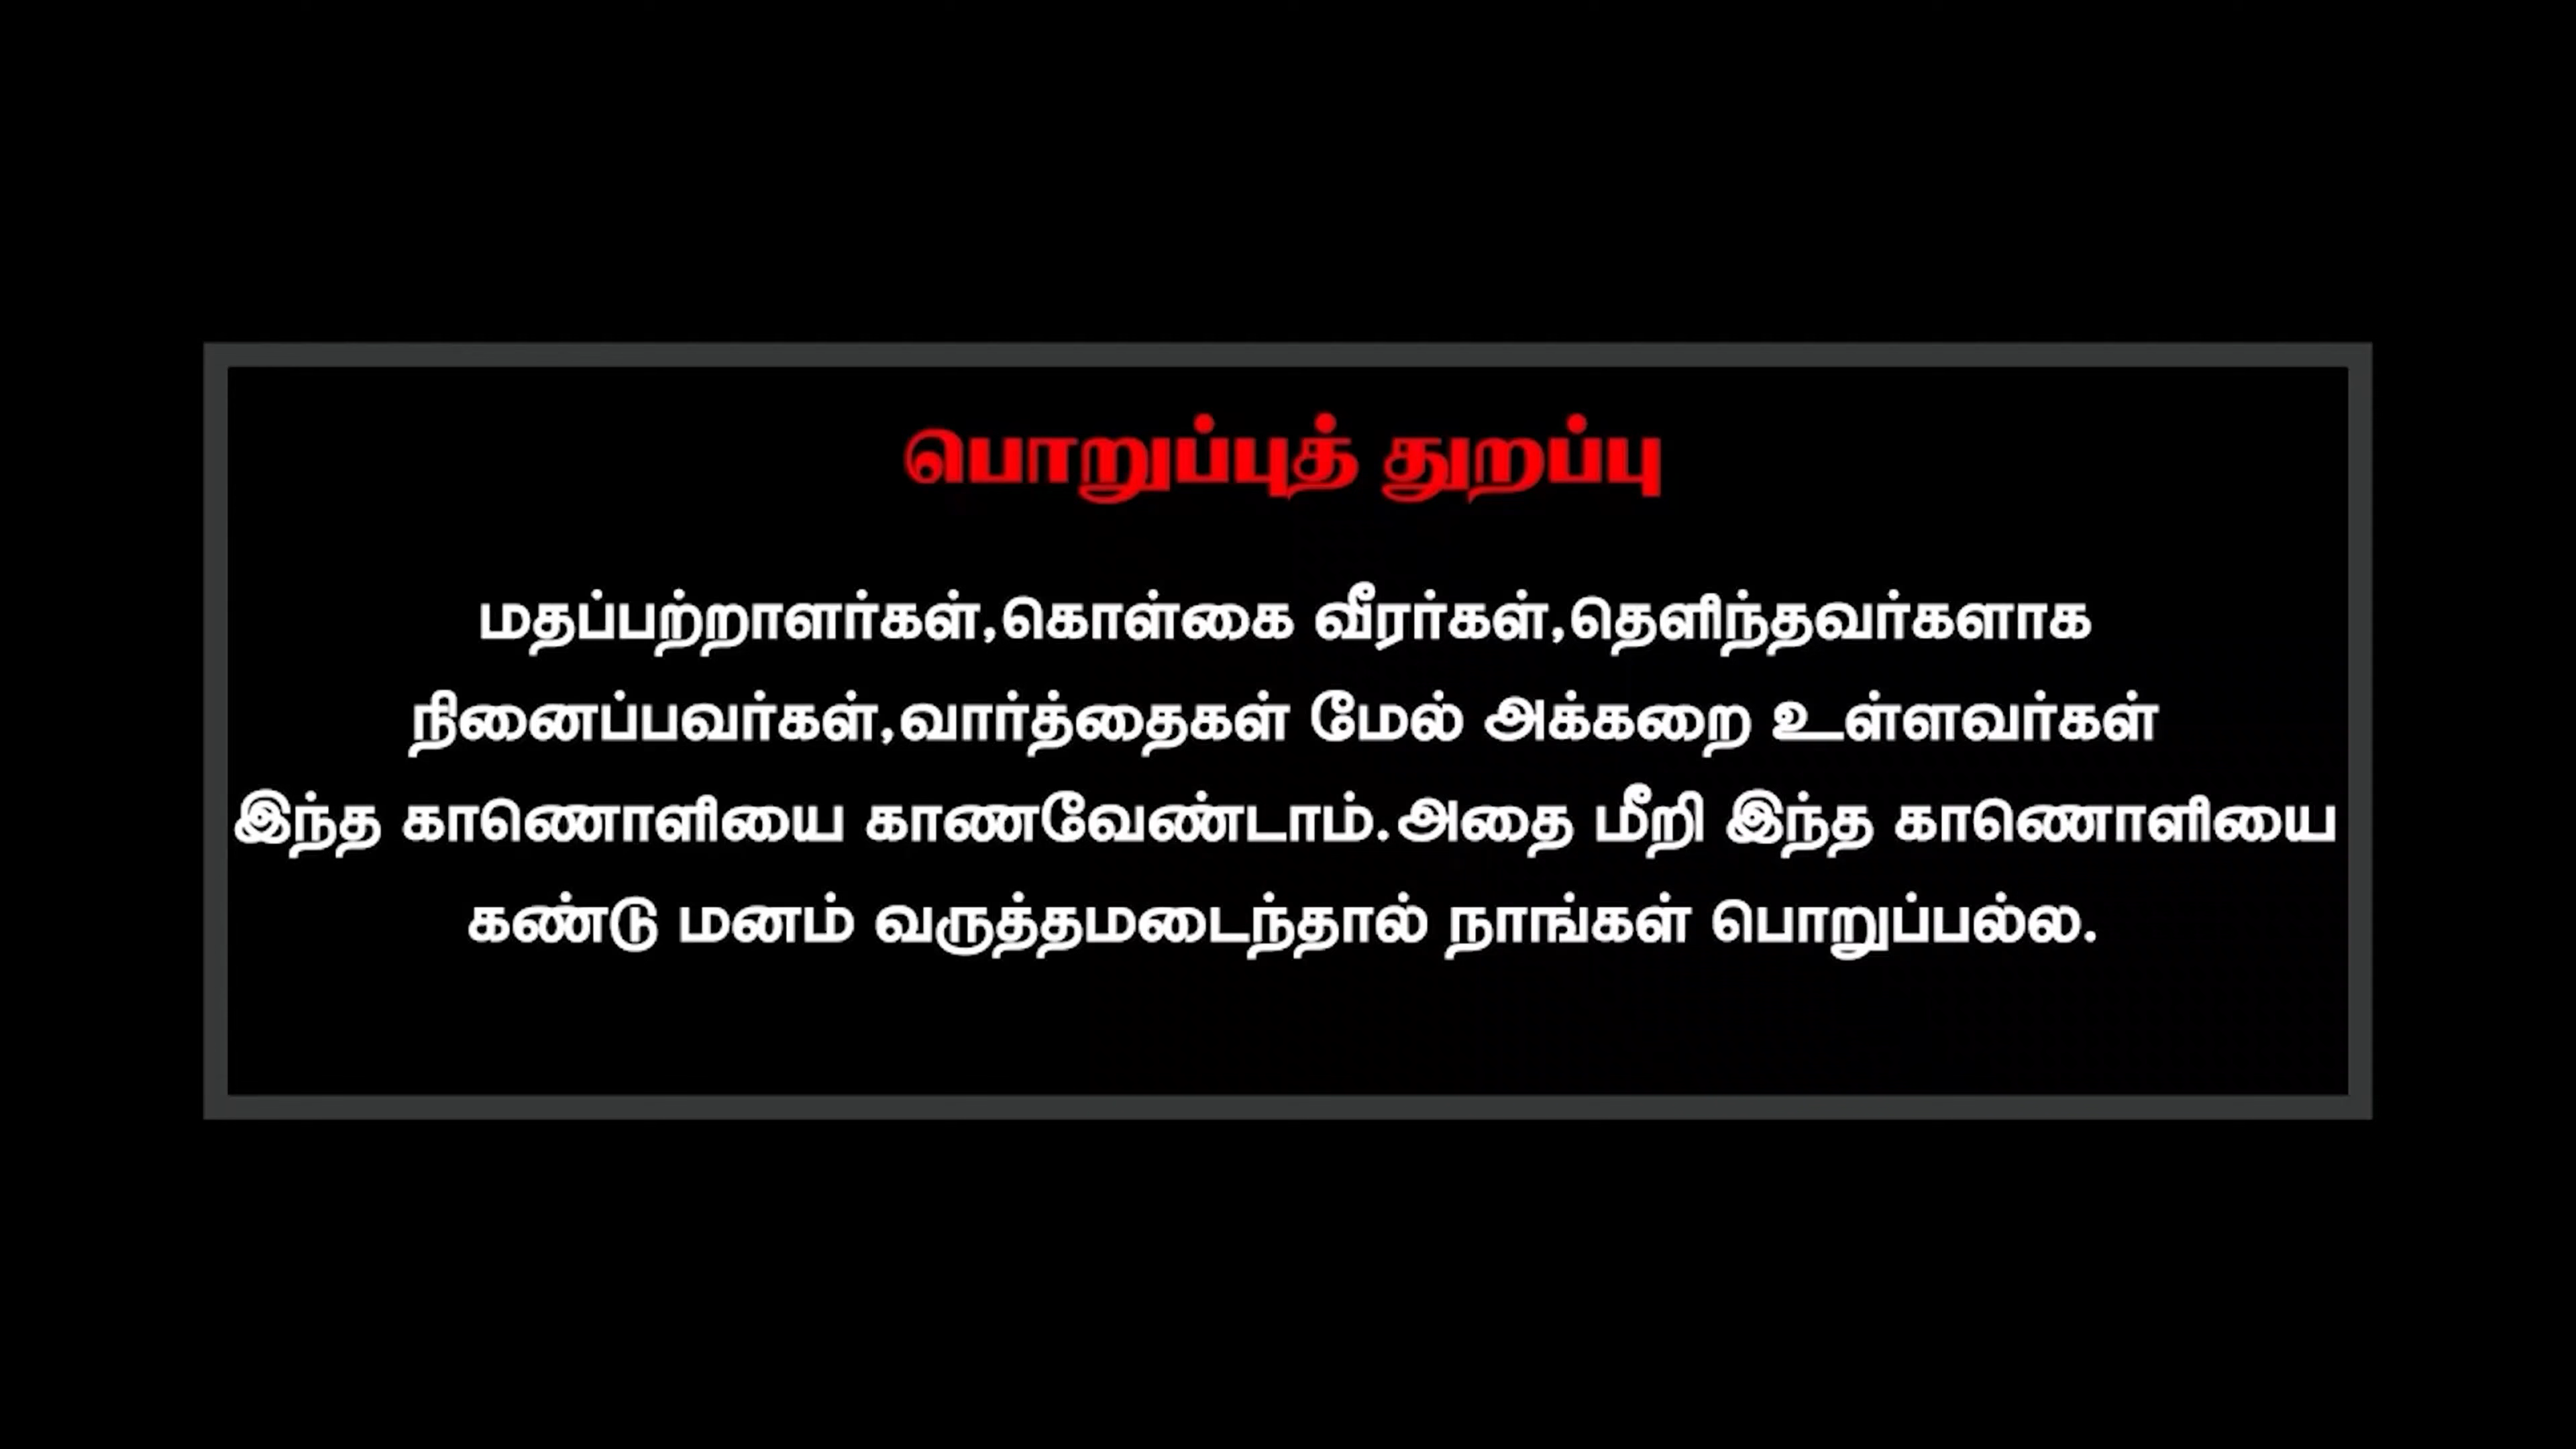 பொறுப்புத் துறப்பு
மதப்பற்றாளர்கள்,கொள்கை வீரர்கள்,தெளிந்தவர்களாக
நினைப்பவர்கள்,வார்த்தைகள் மேல் அக்கறை உள்ளவர்கள்
இந்த காணொளியை காணவேண்டாம்.அதை மீறி இந்த காணொளியை
கண்டு மனம் வருத்தமடைந்தால் நாங்கள் பொறுப்பல்ல.